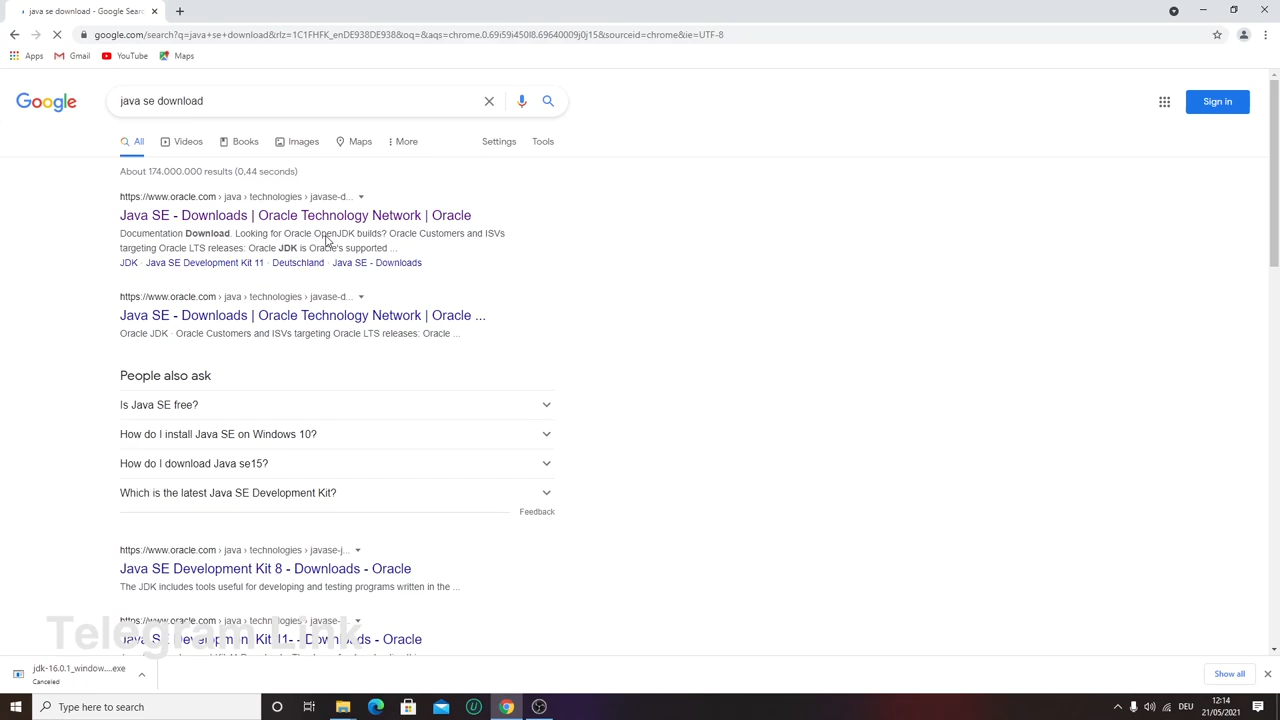 java se download - Google Searc
google.com/search?q=java+se+download&rlz=1C1FHFK_enDE938DE938&oq=&aqs=chrome.0.69i59i450l8.69640009j0j15&sourceid=chrome&ie=UTF-8
Apps Gmail YouTube Maps
Google
java se download
Sign in
All Videos Books Images Maps More Settings Tools
About 174.000.000 results (0,44 seconds)
https://www.oracle.com › java › technologies › javase-d...
Java SE - Downloads | Oracle Technology Network | Oracle
Documentation Download. Looking for Oracle OpenJDK builds? Oracle Customers and ISVs
targeting Oracle LTS releases: Oracle JDK is Oracle's supported ...
JDK · Java SE Development Kit 11 · Deutschland · Java SE - Downloads
https://www.oracle.com › java › technologies › javase-d...
Java SE - Downloads | Oracle Technology Network | Oracle ...
Oracle JDK · Oracle Customers and ISVs targeting Oracle LTS releases: Oracle ...
People also ask
Is Java SE free?
How do I install Java SE on Windows 10?
How do I download Java se15?
Which is the latest Java SE Development Kit?
Feedback
https://www.oracle.com › java › technologies › javase-j...
Java SE Development Kit 8 - Downloads - Oracle
The JDK includes tools useful for developing and testing programs written in the ...
https://www.oracle.com › java › technologies › javase-
Java SE Development Kit 11- - Downloads - Oracle
Telegram Link
jdk-16.0.1_window....exe
Canceled
Show all
Type here to search
DEU
12:14
21/05/2021